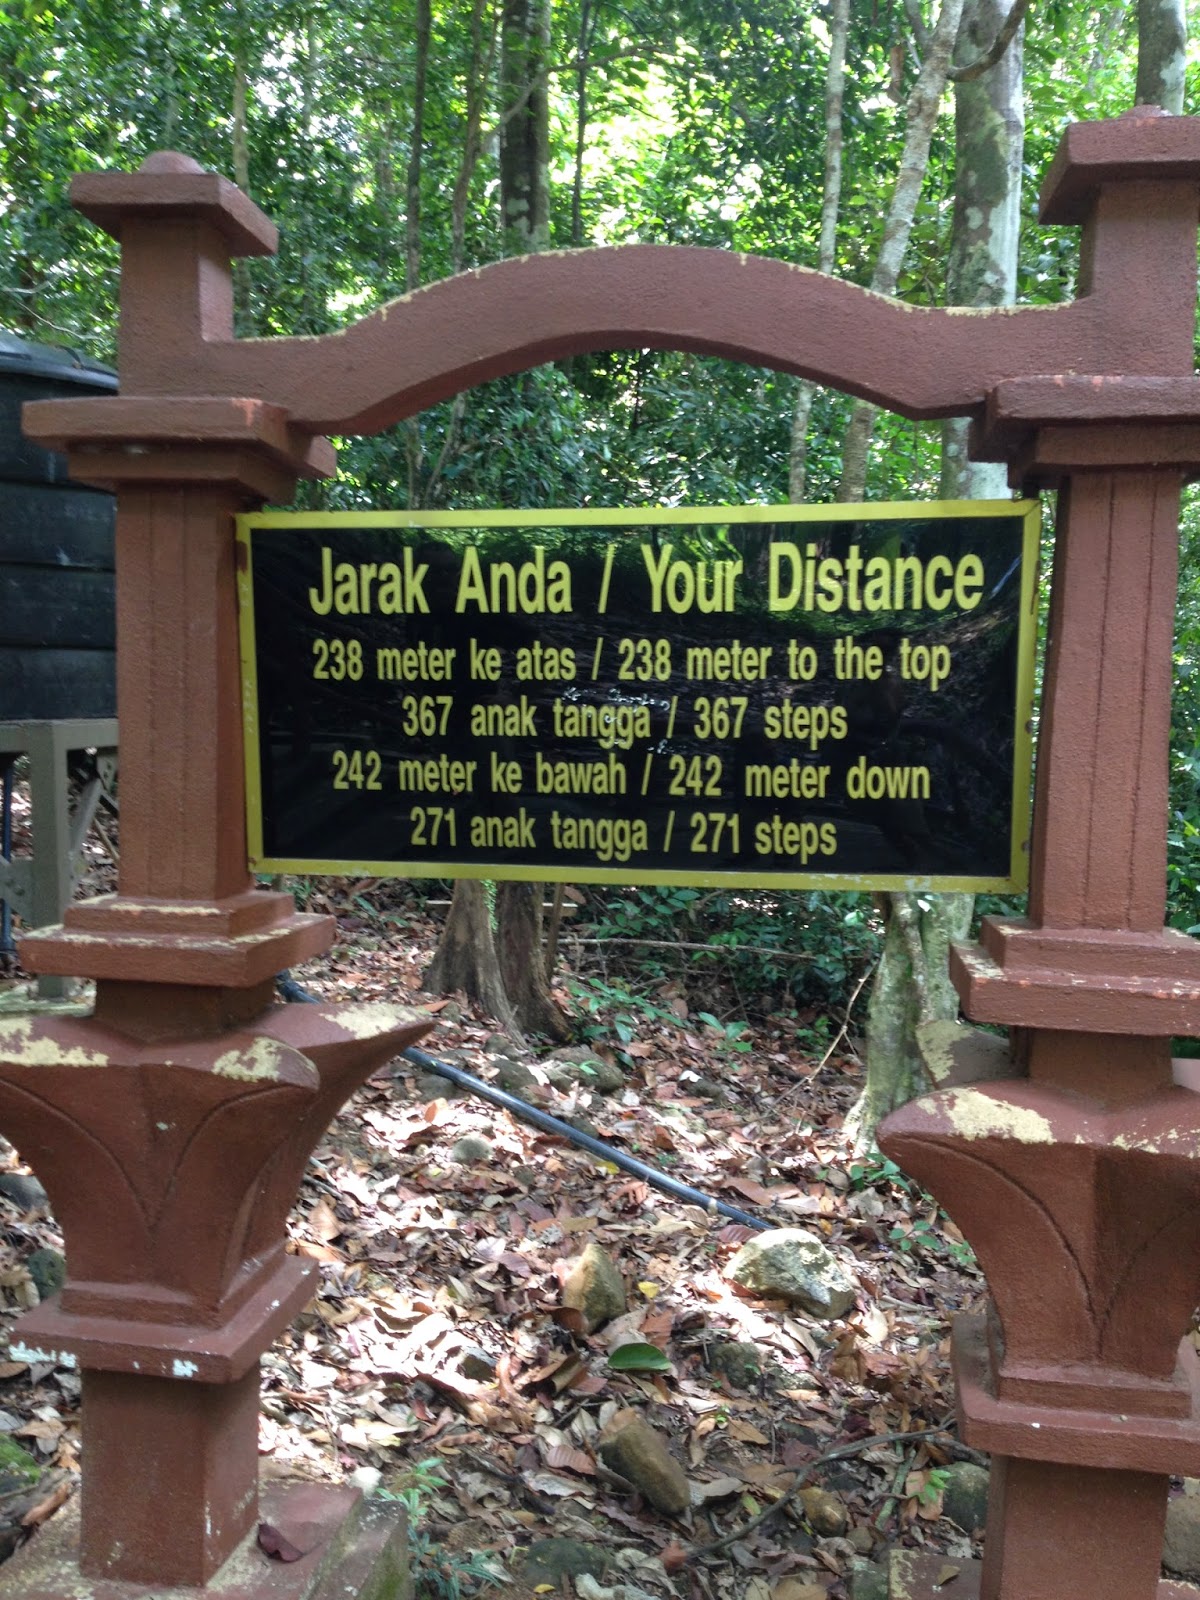 Jarak Anda / Your Distance
238 meter ke atas / 238 meter to the top
367 anak tangga / 367 steps
242 meter ke bawah / 242 meter down
271 anak tangga / 271 steps